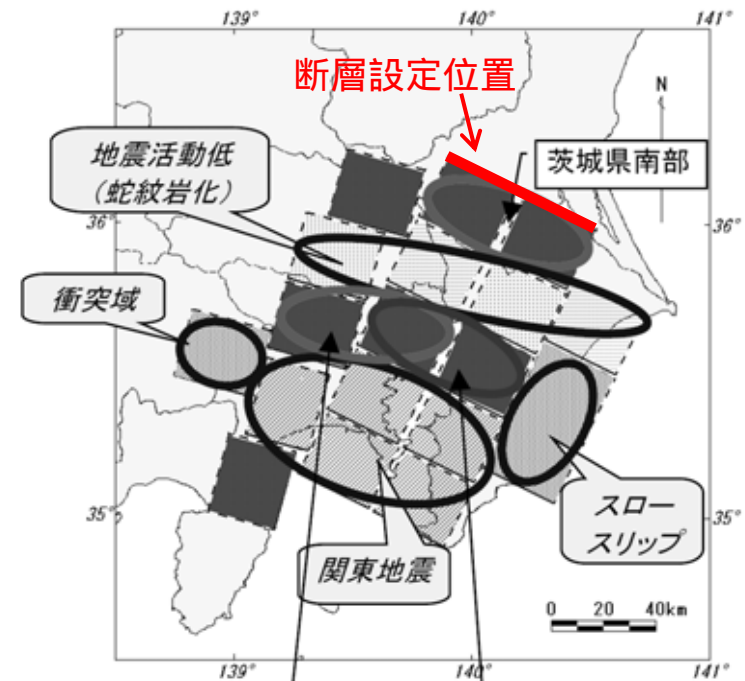 139°
140°
141°
断層設定位置
N
地震活動低
（蛇紋岩化）
茨城県南部
36°
36°
衝突域
35°
35°
スロー
スリップ
関東地震
0 20 40km
139°
140°
141°